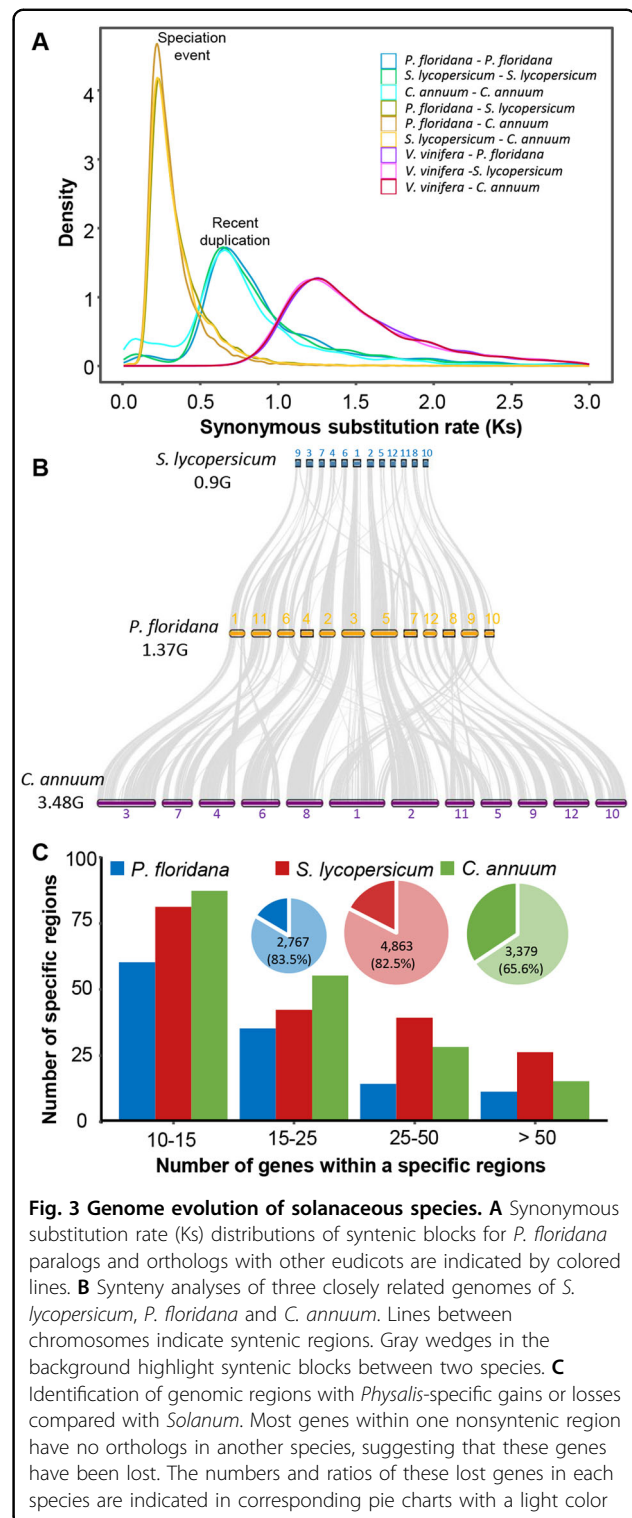 A
Speciation
event
P. floridana - P. floridana
S. lycopersicum - S. lycopersicum
C. annuum - C. annuum
P. floridana - S. lycopersicum
P. floridana - C. annuum
S. lycopersicum - C. annuum
V. vinifera - P. floridana
V. vinifera -S. lycopersicum
V. vinifera - C. annuum
Recent
duplication
Density
4
3
2
1
0
0.0 0.5 1.0 1.5 2.0 2.5 3.0
Synonymous substitution rate (Ks)
B
S. lycopersicum
0.9G
9 3 7 4 6 1 2 5 12 11 8 10
P. floridana
1.37G
1 11 6 4 2 3 5 7 12 8 9 10
C. annuum
3.48G
3 7 4 6 8 1 2 11 5 9 12 10
C
P. floridana S. lycopersicum C. annuum
2,767
(83.5%)
4,863
(82.5%)
3,379
(65.6%)
Number of specific regions
100
75
50
25
0
10-15 15-25 25-50 > 50
Number of genes within a specific regions
Fig. 3 Genome evolution of solanaceous species. A Synonymous
substitution rate (Ks) distributions of syntenic blocks for P. floridana
paralogs and orthologs with other eudicots are indicated by colored
lines. B Synteny analyses of three closely related genomes of S.
lycopersicum, P. floridana and C. annuum. Lines between
chromosomes indicate syntenic regions. Gray wedges in the
background highlight syntenic blocks between two species. C
Identification of genomic regions with Physalis-specific gains or losses
compared with Solanum. Most genes within one nonsyntenic region
have no orthologs in another species, suggesting that these genes
have been lost. The numbers and ratios of these lost genes in each
species are indicated in corresponding pie charts with a light color